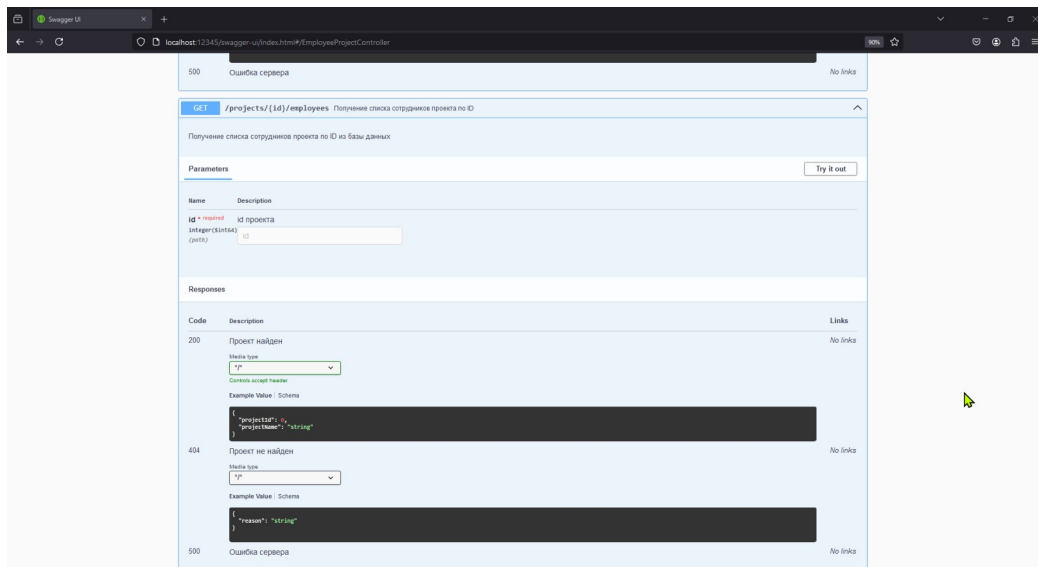 Swagger UI
localhost:12345/swagger-ui/index.html#/EmployeeProjectController
90%
500 Ошибка сервера No links
GET /projects/{id}/employees Получение списка сотрудников проекта по ID
Получение списка сотрудников проекта по ID из базы данных
Parameters Try it out
Name Description
id * required id проекта
integer($int64) id
(path)
Responses
Code Description Links
200 Проект найден No links
Media type
*/*
Controls accept header
Example Value | Schema
{
"projectId": 0,
"projectName": "string"
}
404 Проект не найден No links
Media type
*/*
Example Value | Schema
{
"reason": "string"
}
500 Ошибка сервера No links